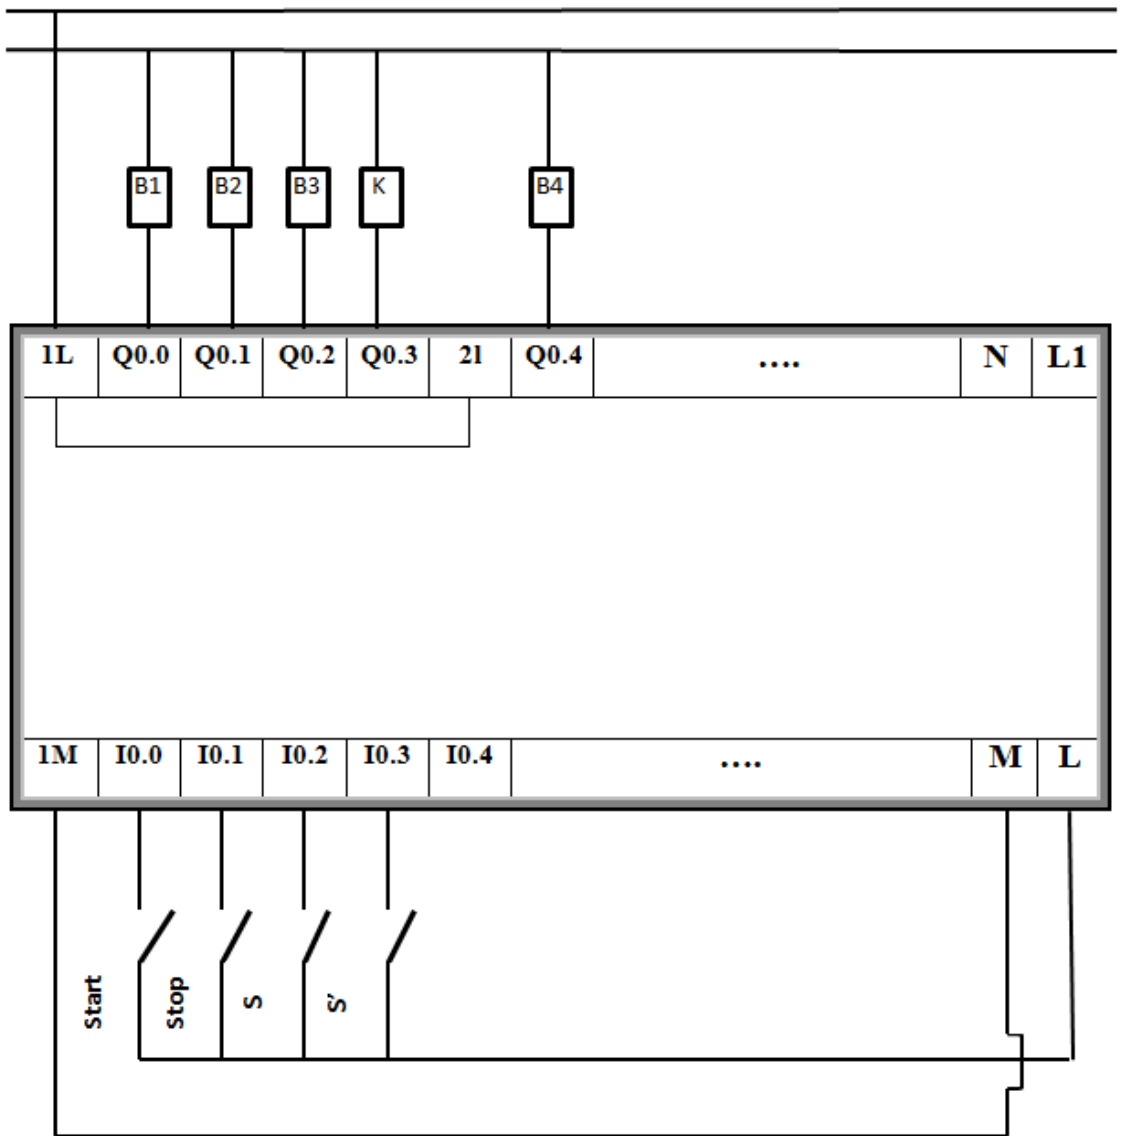 B1 B2 B3 K B4
1L Q0.0 Q0.1 Q0.2 Q0.3 2l Q0.4 .... N L1
1M I0.0 I0.1 I0.2 I0.3 I0.4 .... M L
Start Stop S S'